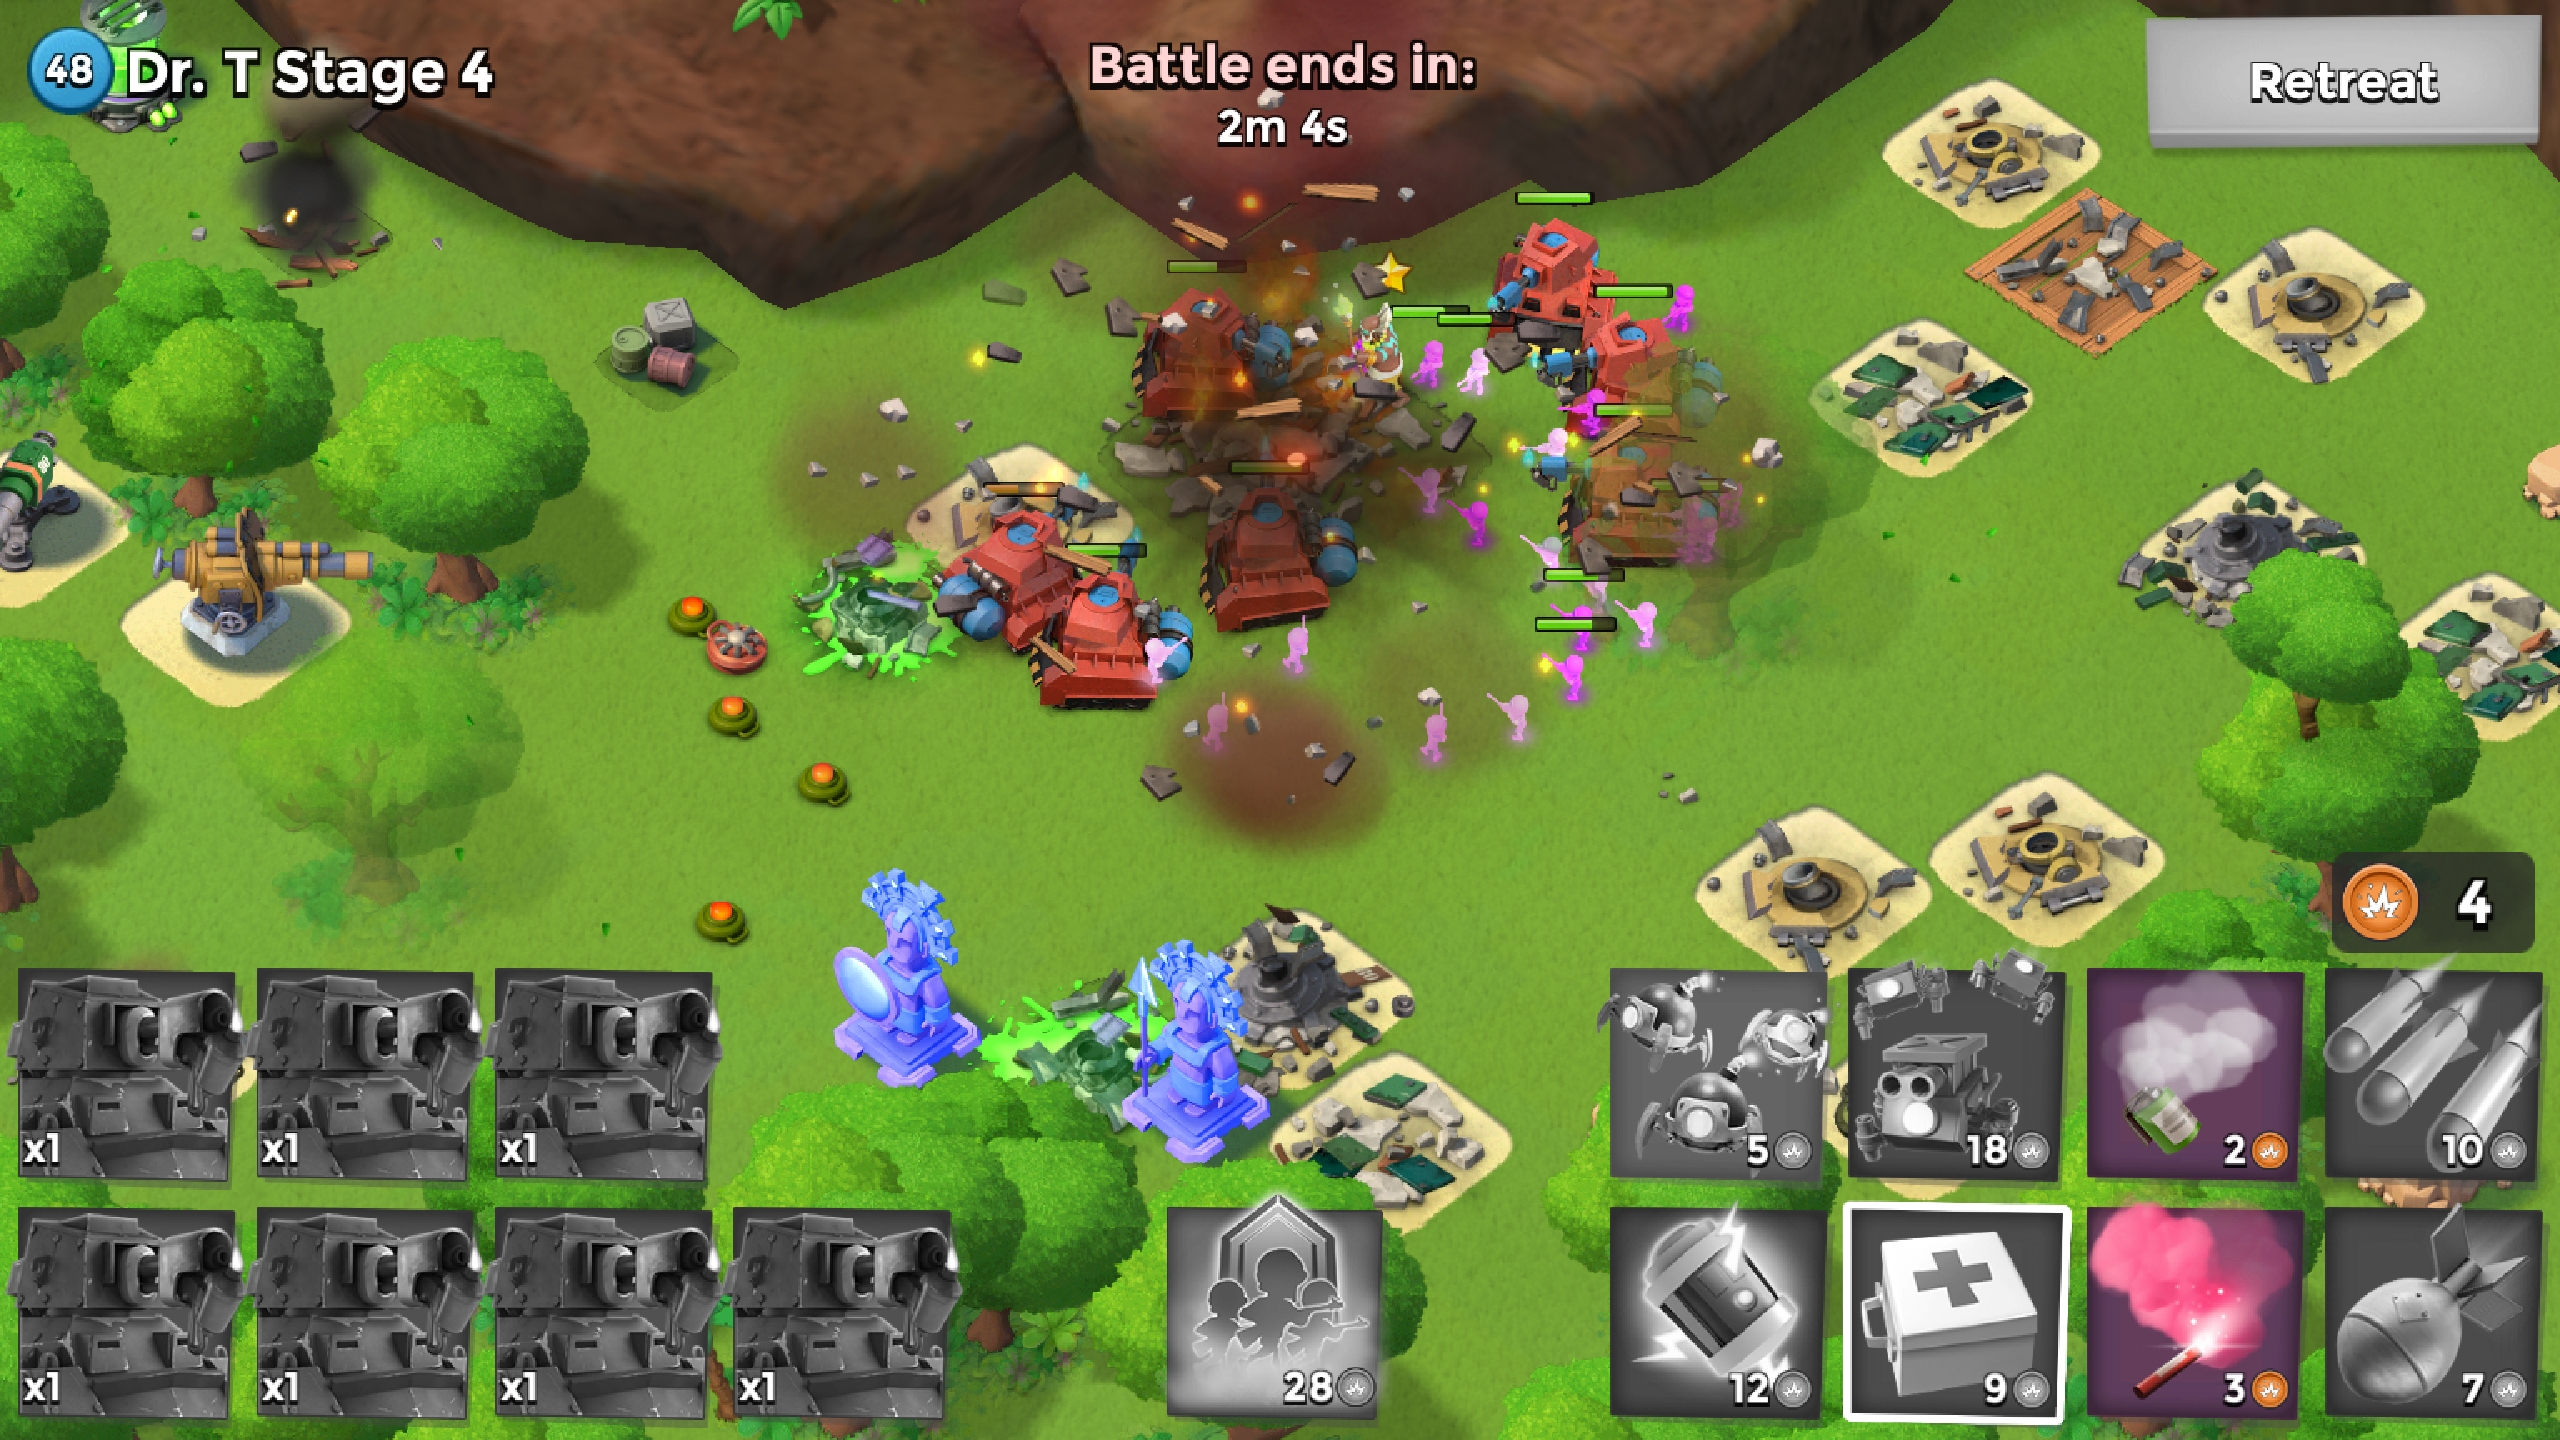 48 Dr. T Stage 4
Battle ends in:
2m 4s
Retreat
4
x1 x1 x1
5 18 2 10
x1 x1 x1 x1
28
12 9 3 7